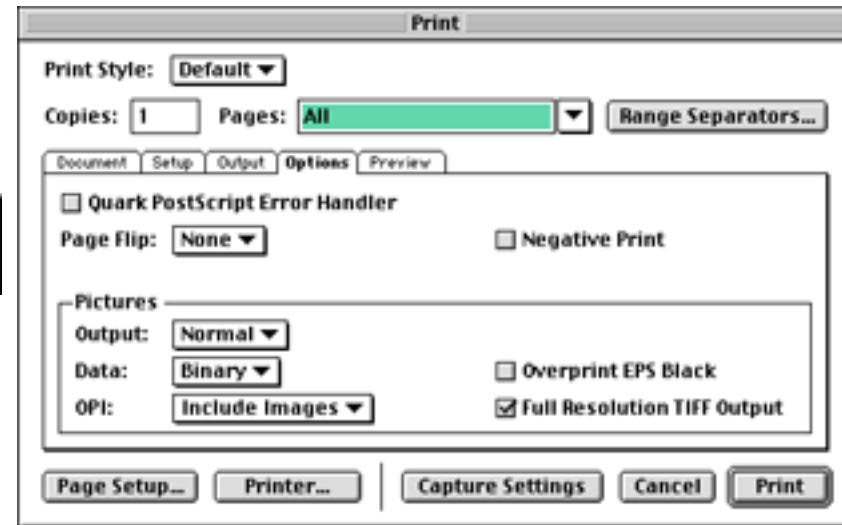 Print
Print Style: Default
Copies: 1 Pages: All Range Separators...
Document Setup Output Options Preview
Quark PostScript Error Handler
Page Flip: None Negative Print
Pictures
Output: Normal
Data: Binary Overprint EPS Black
OPI: Include Images Full Resolution TIFF Output
Page Setup... Printer... Capture Settings Cancel Print